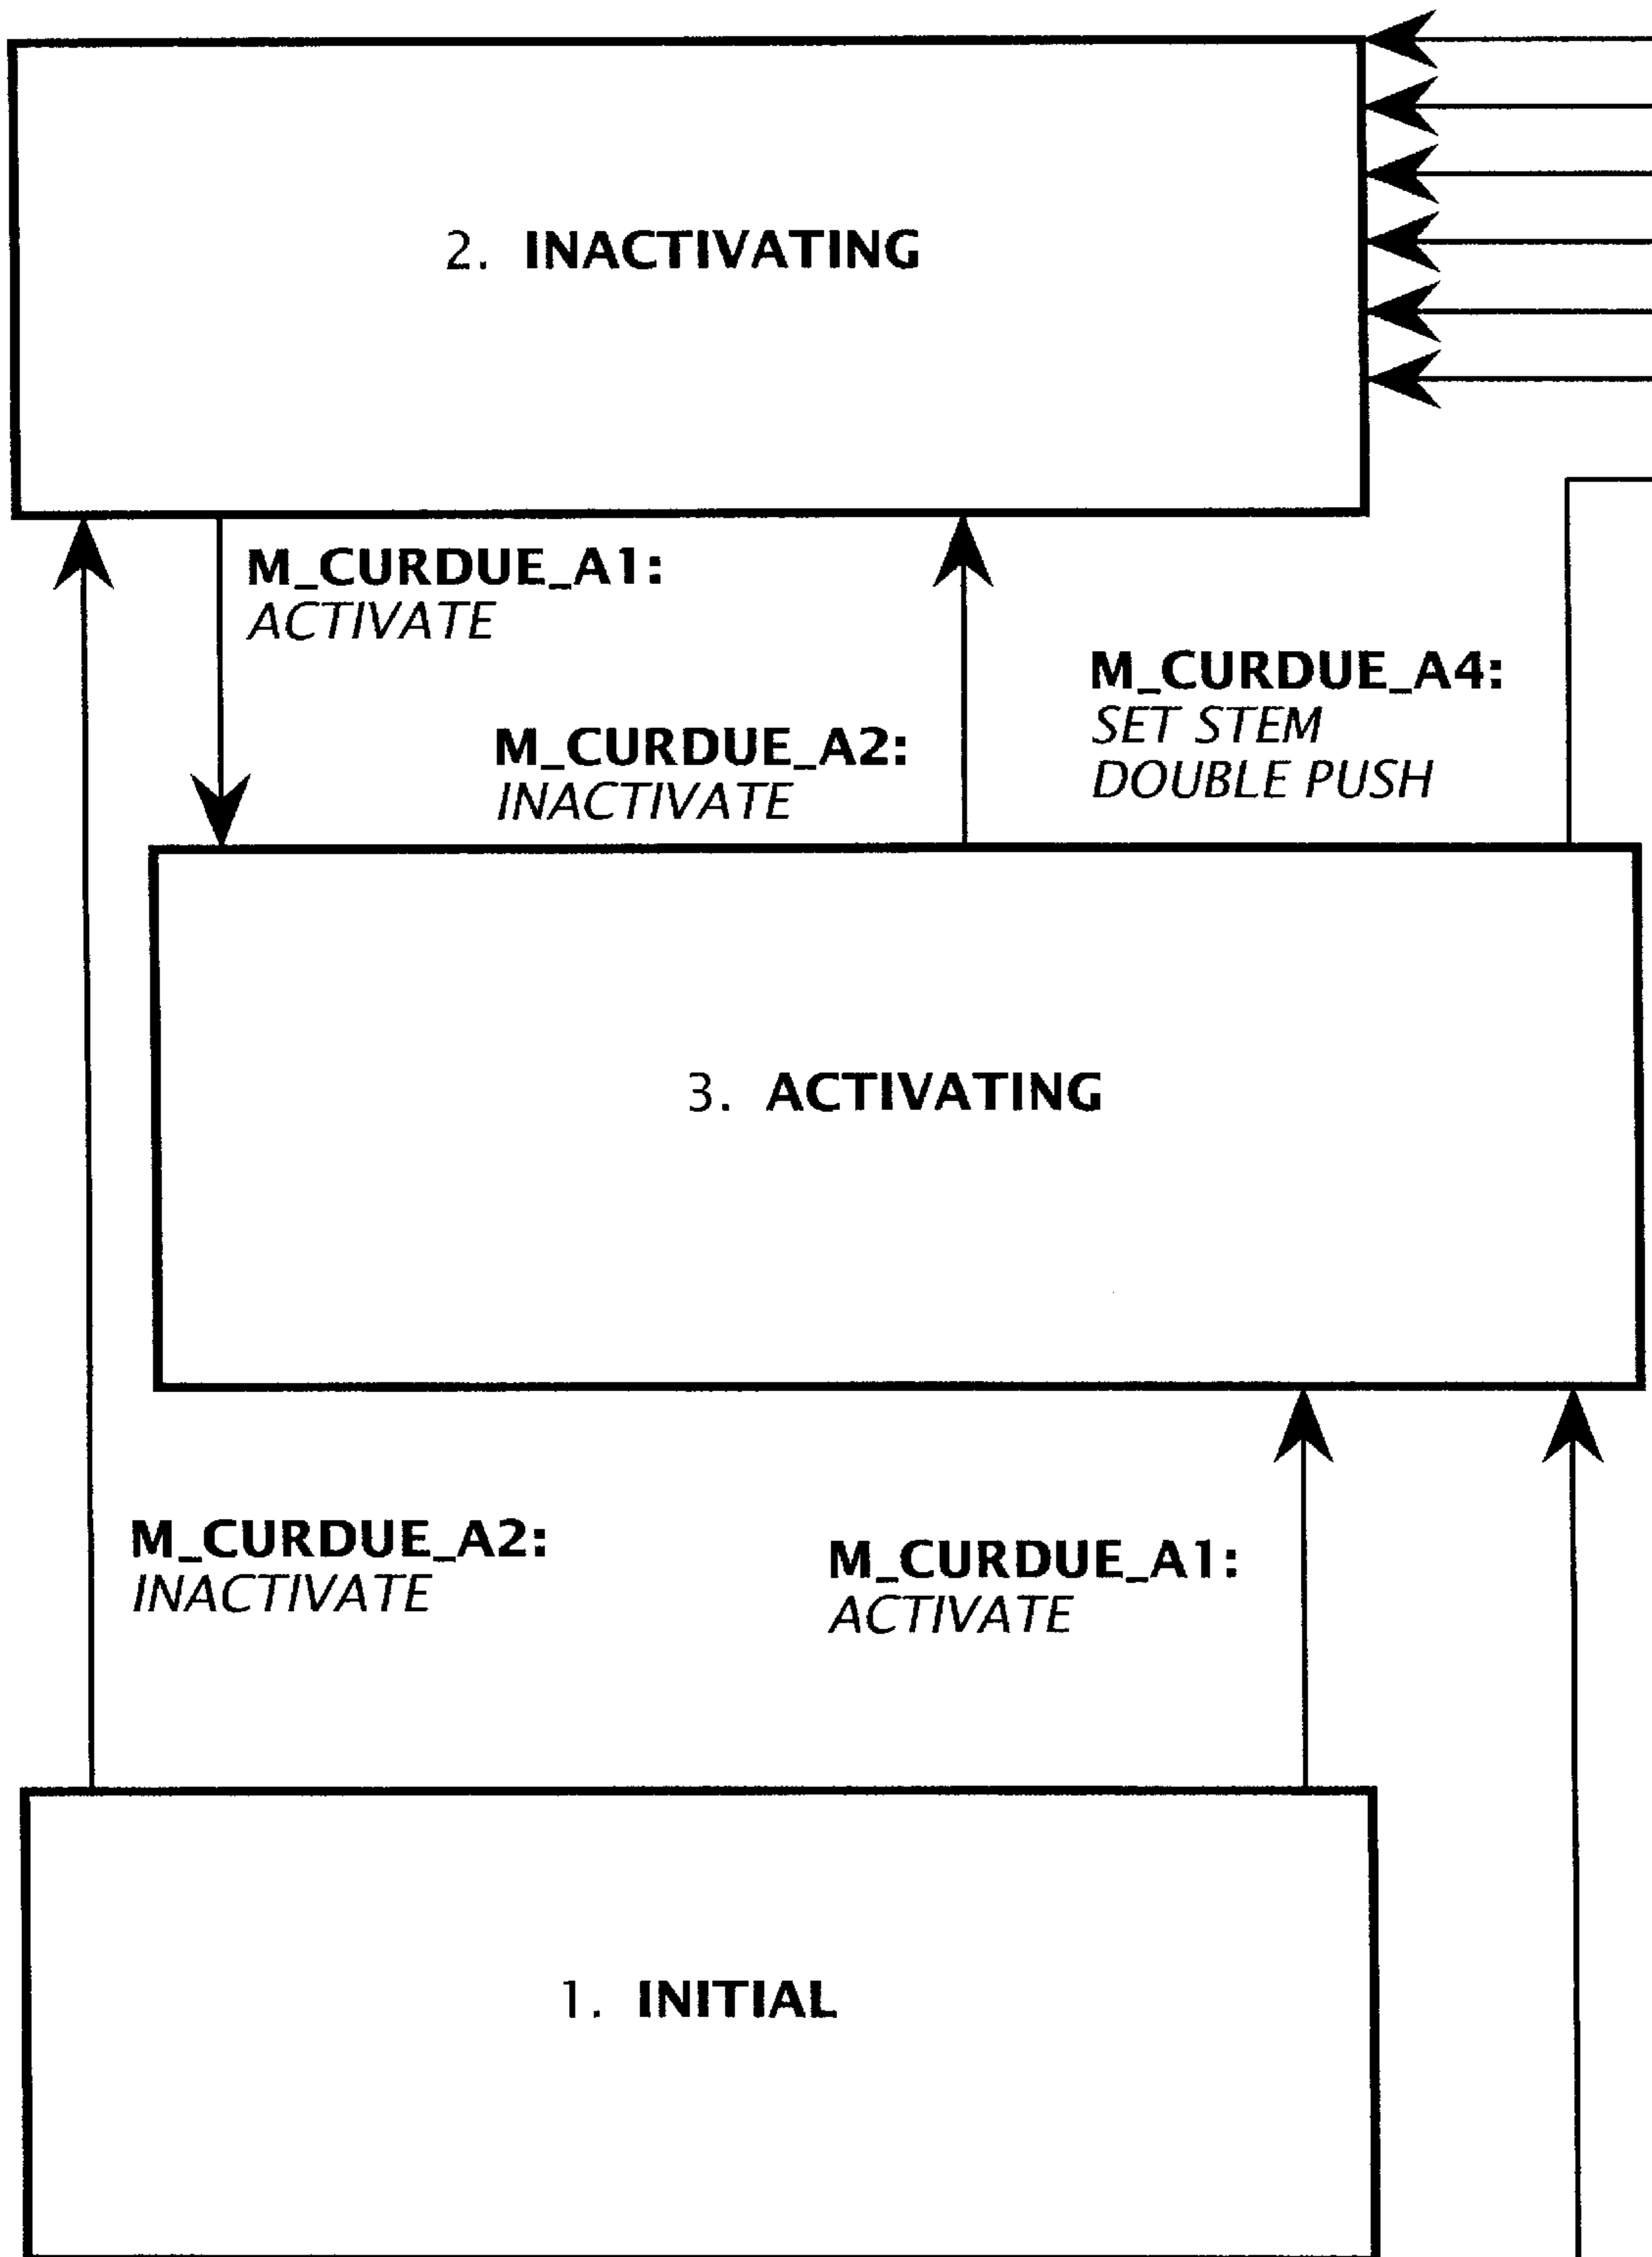 2. INACTIVATING
M_CURDUE_A1:
ACTIVATE
M_CURDUE_A4:
SET STEM
DOUBLE PUSH
M_CURDUE_A2:
INACTIVATE
3. ACTIVATING
M_CURDUE_A2:
INACTIVATE
M_CURDUE_A1:
ACTIVATE
1. INITIAL